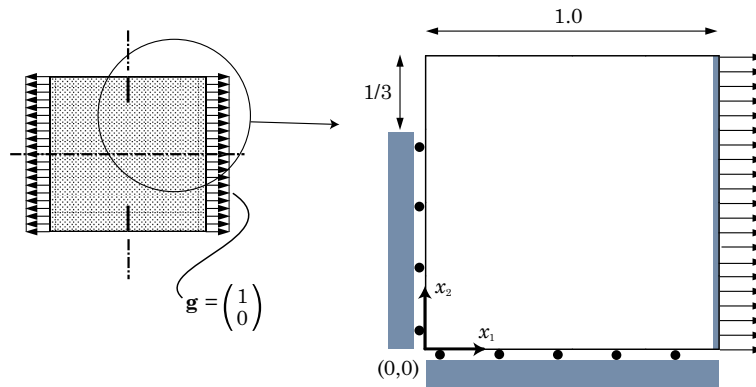 1.0
1/3
x₂
x₁
(0,0)
g = (1
0)